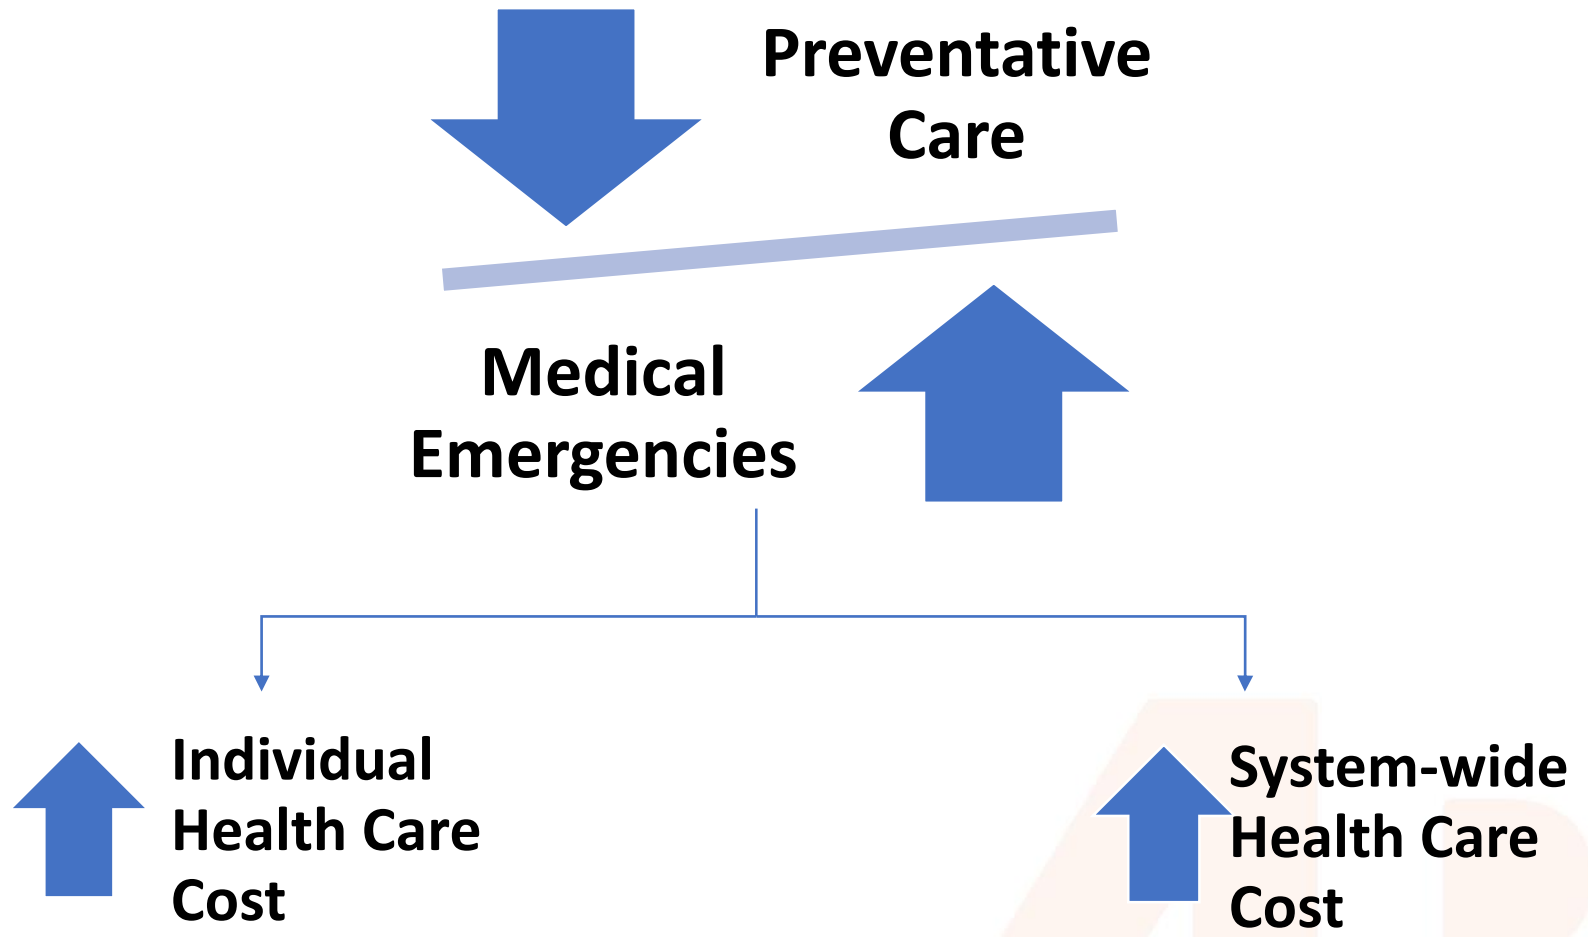 Preventative
Care
Medical
Emergencies
Individual
Health Care
Cost
System-wide
Health Care
Cost